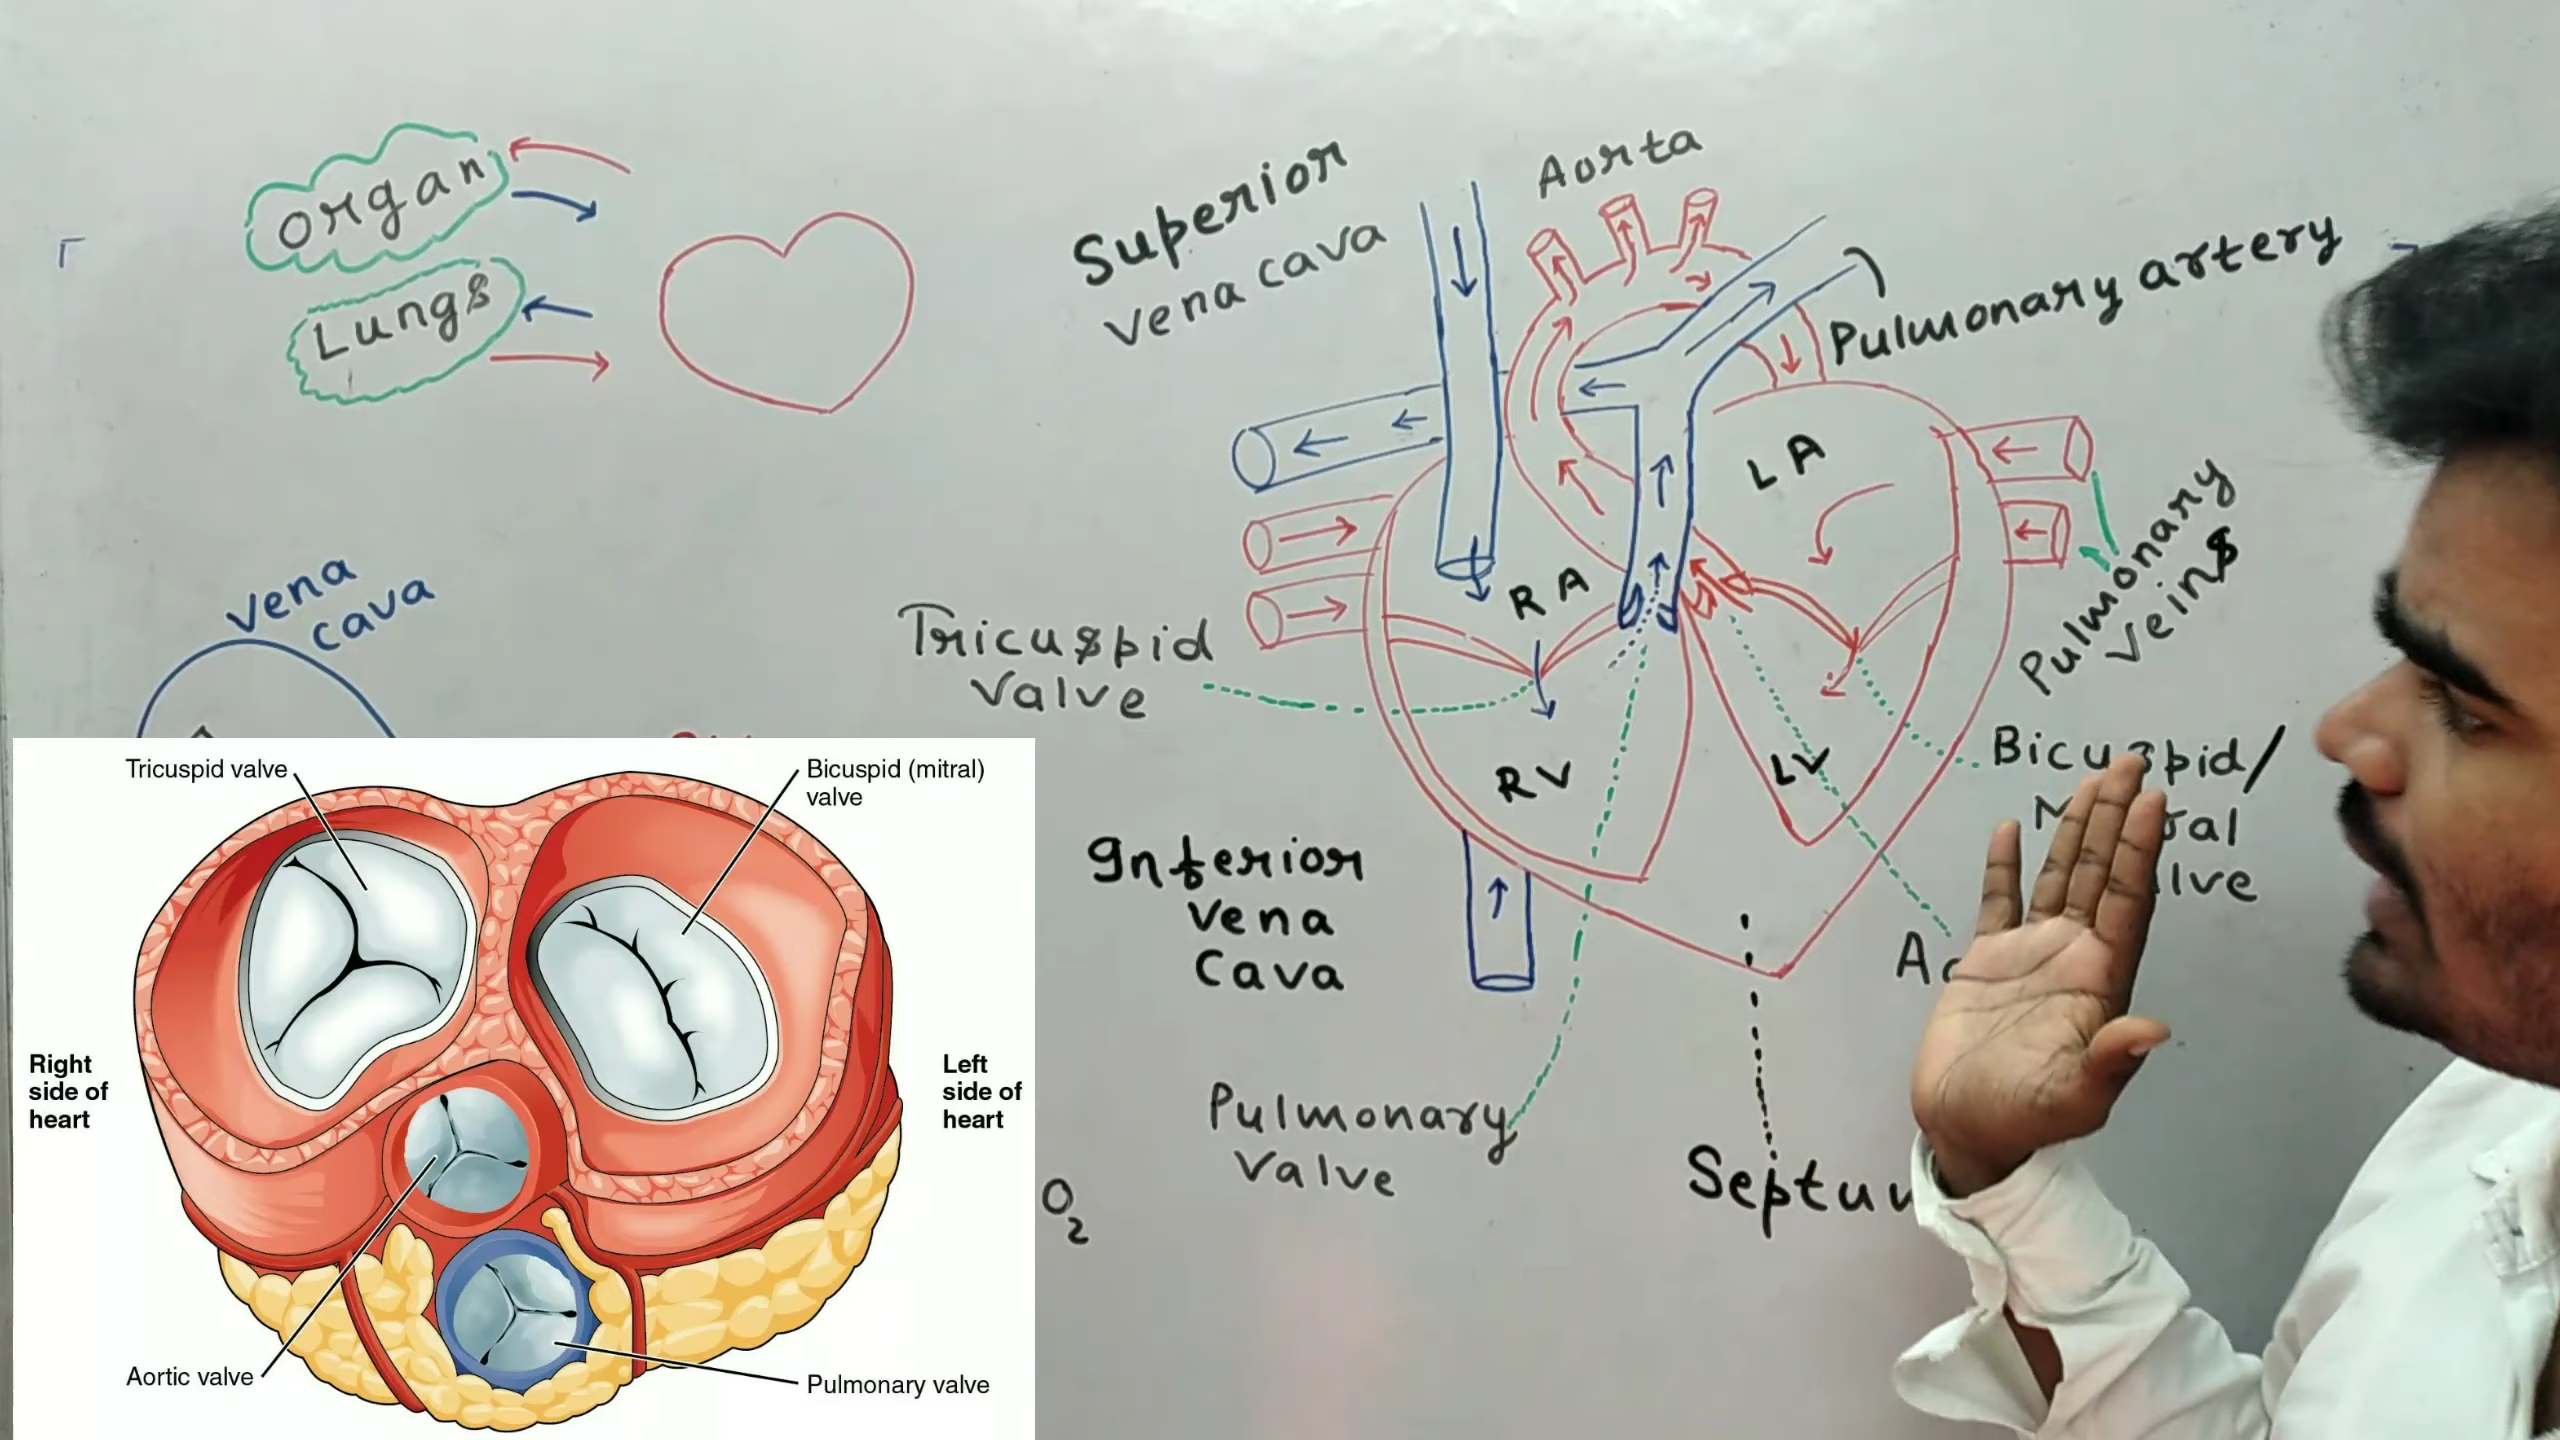 Organ
Lungs
Vena
cava
Superior
Vena cava
Aorta
Pulmonary artery
LA
RA
Pulmonary
Veins
Tricuspid
Valve
RV
LV
Bicuspid/
Inferior
Vena
Cava
Pulmonary
Valve
O2
Tricuspid valve
Bicuspid (mitral)
valve
Right
side of
heart
Left
side of
heart
Aortic valve
Pulmonary valve